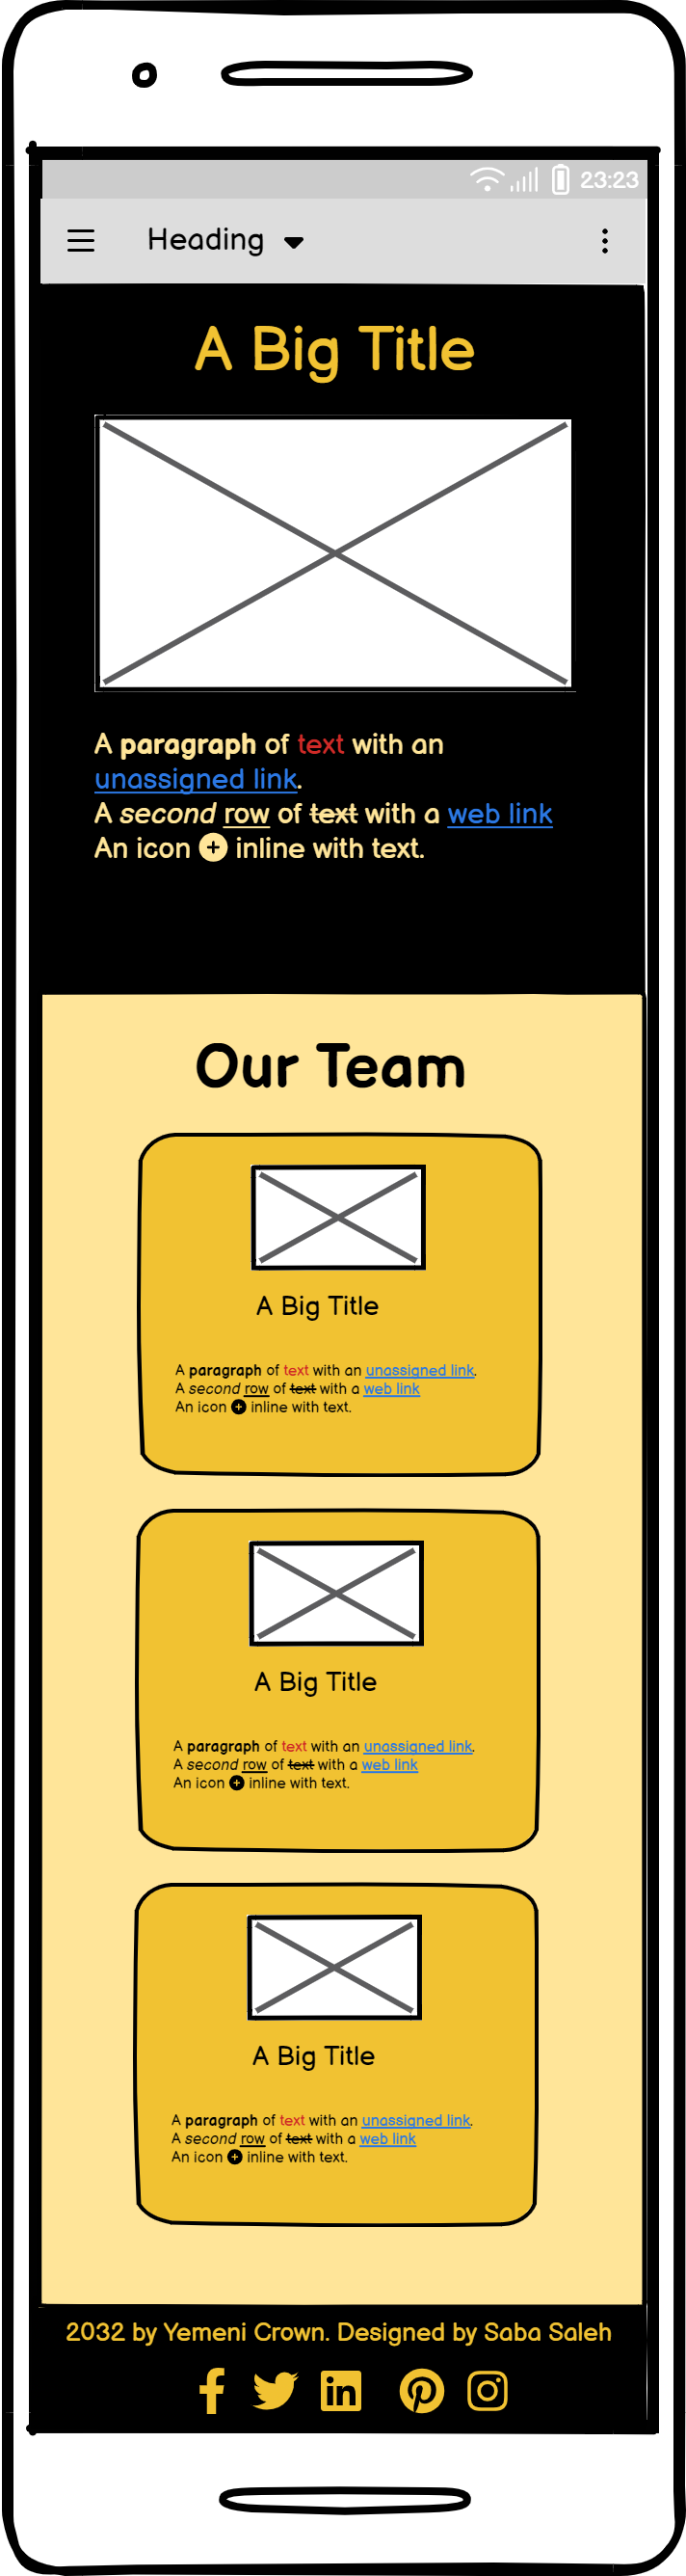 23:23
Heading
A Big Title
A paragraph of text with an
unassigned link.
A second row of text with a web link
An icon + inline with text.
Our Team
A Big Title
A paragraph of text with an unassigned link.
A second row of text with a web link
An icon + inline with text.
A Big Title
A paragraph of text with an unassigned link.
A second row of text with a web link
An icon + inline with text.
A Big Title
A paragraph of text with an unassigned link.
A second row of text with a web link
An icon + inline with text.
2032 by Yemeni Crown. Designed by Saba Saleh